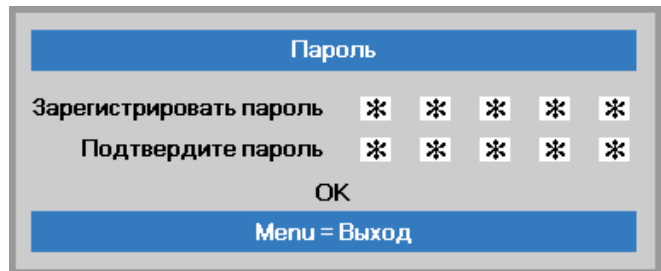 Пароль
Зарегистрировать пароль * * * * *
Подтвердите пароль * * * * *
OK
Menu = Выход